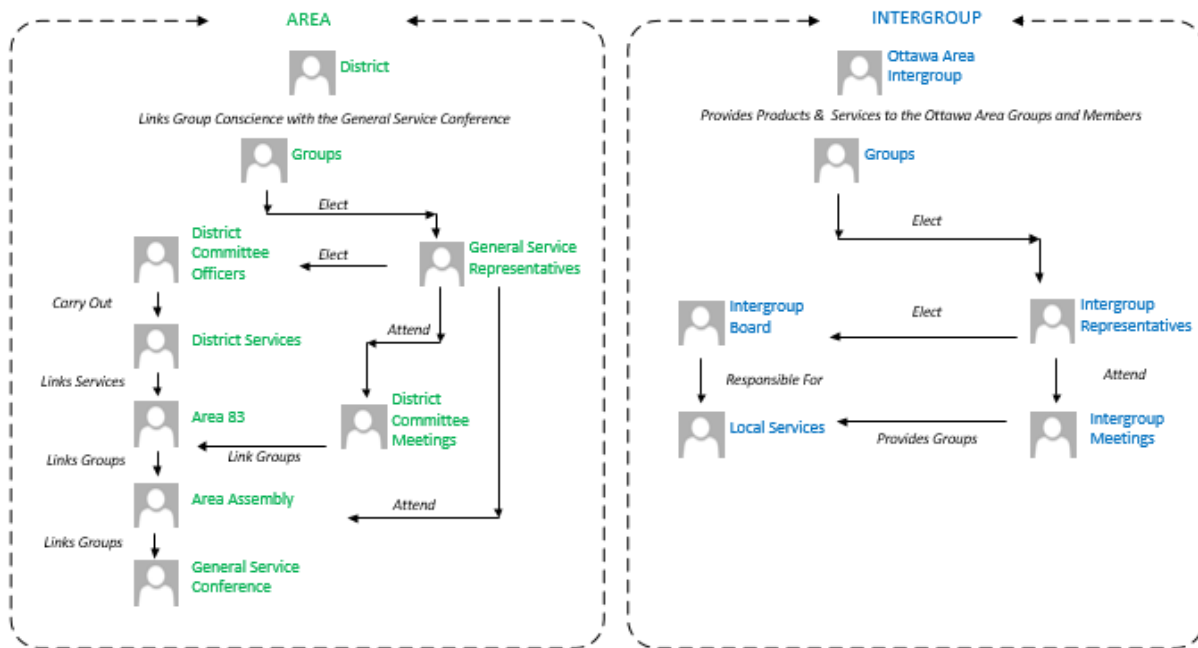 AREA
District
Links Group Conscience with the General Service Conference
Groups
Elect
District
Committee
Officers
Elect
General Service
Representatives
Carry Out
Attend
District Services
Links Services
Area 83
District
Committee
Meetings
Link Groups
Links Groups
Area Assembly
Attend
Links Groups
General Service
Conference
INTERGROUP
Ottawa Area
Intergroup
Provides Products & Services to the Ottawa Area Groups and Members
Groups
Elect
Intergroup
Board
Elect
Intergroup
Representatives
Responsible For
Attend
Local Services
Provides Groups
Intergroup
Meetings